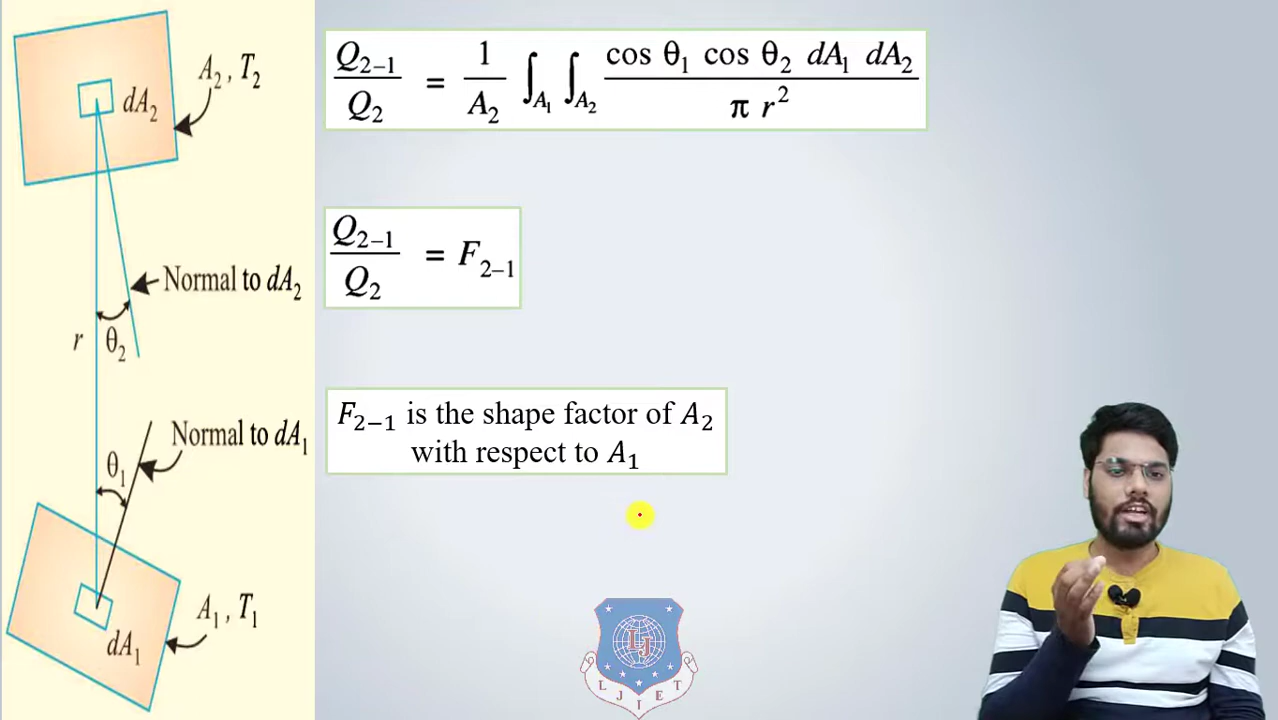 A₂ , T₂
dA₂
Normal to dA₂
r
θ₂
Normal to dA₁
θ₁
A₁ , T₁
dA₁
Q₂₋₁ / Q₂ = 1 / A₂ ∫A₁ ∫A₂ cos θ₁ cos θ₂ dA₁ dA₂ / π r²
Q₂₋₁ / Q₂ = F₂₋₁
F₂₋₁ is the shape factor of A₂
with respect to A₁
LJ
L J I E T